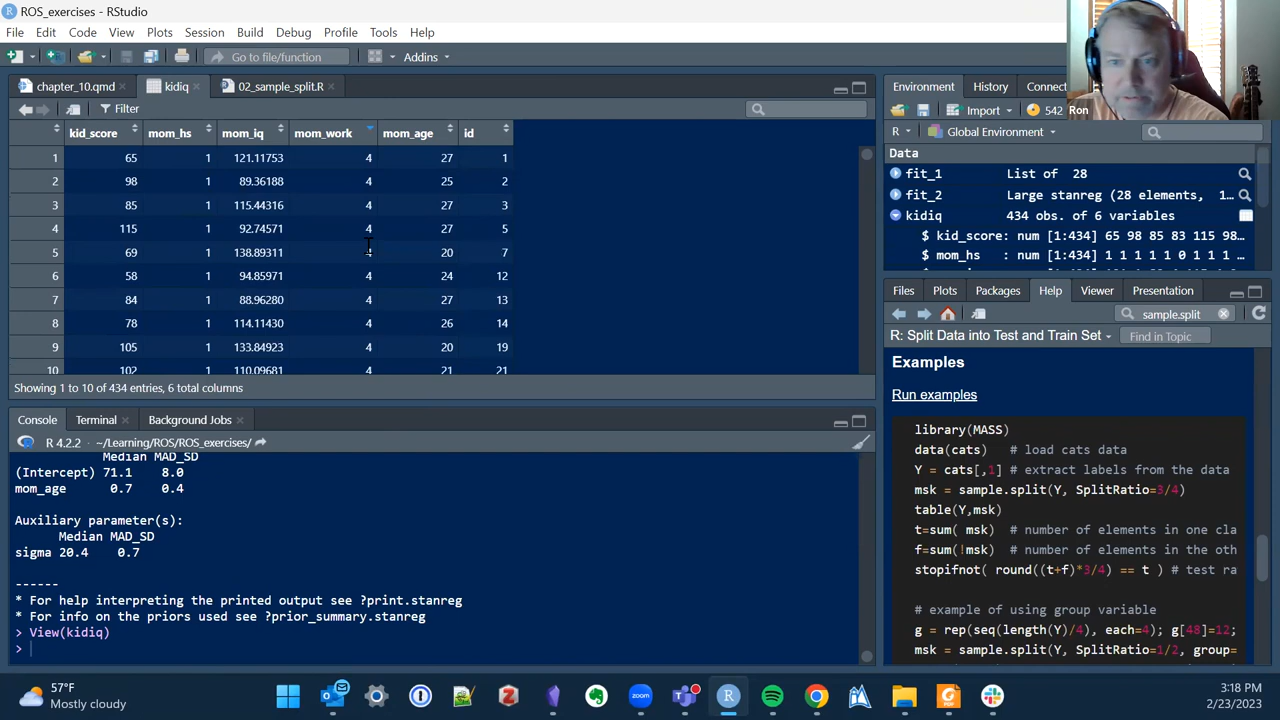 ROS_exercises - RStudio
File Edit Code View Plots Session Build Debug Profile Tools Help
Go to file/function Addins
chapter_10.qmd kidiq 02_sample_split.R
Filter
kid_score mom_hs mom_iq mom_work mom_age id
1 65 1 121.11753 4 27 1
2 98 1 89.36188 4 25 2
3 85 1 115.44316 4 27 3
4 115 1 92.74571 4 27 5
5 69 1 138.89311 4 20 7
6 58 1 94.85971 4 24 12
7 84 1 88.96280 4 27 13
8 78 1 114.11430 4 26 14
9 105 1 133.84923 4 20 19
10 102 1 110.09681 4 21 21
Showing 1 to 10 of 434 entries, 6 total columns
Console Terminal Background Jobs
R 4.2.2 · ~/Learning/ROS/ROS_exercises/
Median MAD_SD
(Intercept) 71.1 8.0
mom_age 0.7 0.4
Auxiliary parameter(s):
Median MAD_SD
sigma 20.4 0.7
------
* For help interpreting the printed output see ?print.stanreg
* For info on the priors used see ?prior_summary.stanreg
> View(kidiq)
>
Environment History Connec
Import 542 Ron
R Global Environment
Data
fit_1 List of 28
fit_2 Large stanreg (28 elements, 1…
kidiq 434 obs. of 6 variables
$ kid_score: num [1:434] 65 98 85 83 115 98…
$ mom_hs : num [1:434] 1 1 1 1 1 0 1 1 1 …
Files Plots Packages Help Viewer Presentation
sample.split
R: Split Data into Test and Train Set Find in Topic
Examples
Run examples
library(MASS)
data(cats) # load cats data
Y = cats[,1] # extract labels from the data
msk = sample.split(Y, SplitRatio=3/4)
table(Y,msk)
t=sum( msk) # number of elements in one cla
f=sum(!msk) # number of elements in the oth
stopifnot( round((t+f)*3/4) == t ) # test ra
# example of using group variable
g = rep(seq(length(Y)/4), each=4); g[48]=12;
msk = sample.split(Y, SplitRatio=1/2, group=
57°F
Mostly cloudy
zoom
3:18 PM
2/23/2023